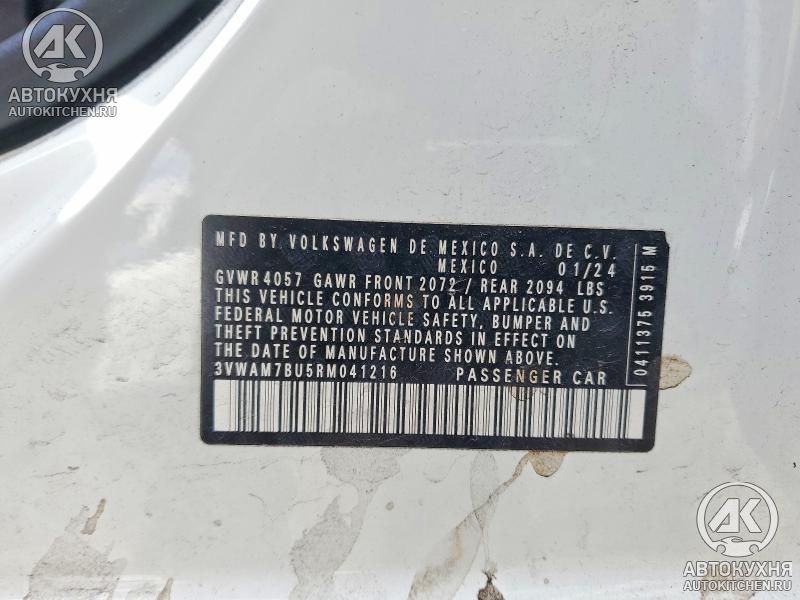 AK
АВТОКУХНЯ
AUTOKITCHEN.RU
MFD BY. VOLKSWAGEN DE MEXICO S.A. DE C.V.
MEXICO 01/24
GVWR 4057 GAWR FRONT 2072 / REAR 2094 LBS
THIS VEHICLE CONFORMS TO ALL APPLICABLE U.S.
FEDERAL MOTOR VEHICLE SAFETY, BUMPER AND
THEFT PREVENTION STANDARDS IN EFFECT ON
THE DATE OF MANUFACTURE SHOWN ABOVE.
3VWAM7BU5RM041216 PASSENGER CAR
0411375 3915 M
AK
АВТОКУХНЯ
AUTOKITCHEN.RU